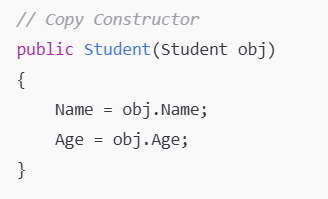 // Copy Constructor
public Student(Student obj)
{
    Name = obj.Name;
    Age = obj.Age;
}